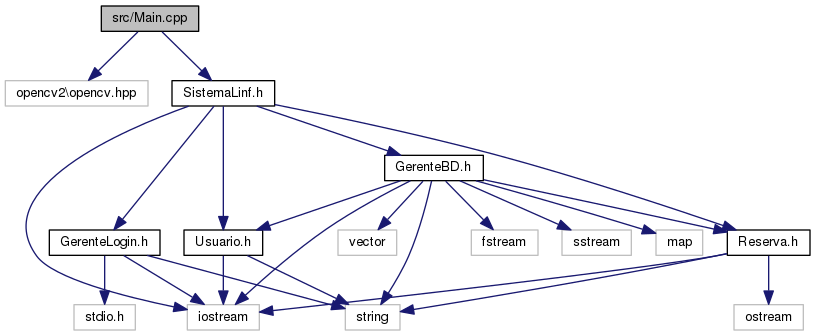 src/Main.cpp
opencv2\opencv.hpp
SistemaLinf.h
GerenteBD.h
GerenteLogin.h
Usuario.h
vector
fstream
sstream
map
Reserva.h
stdio.h
iostream
string
ostream